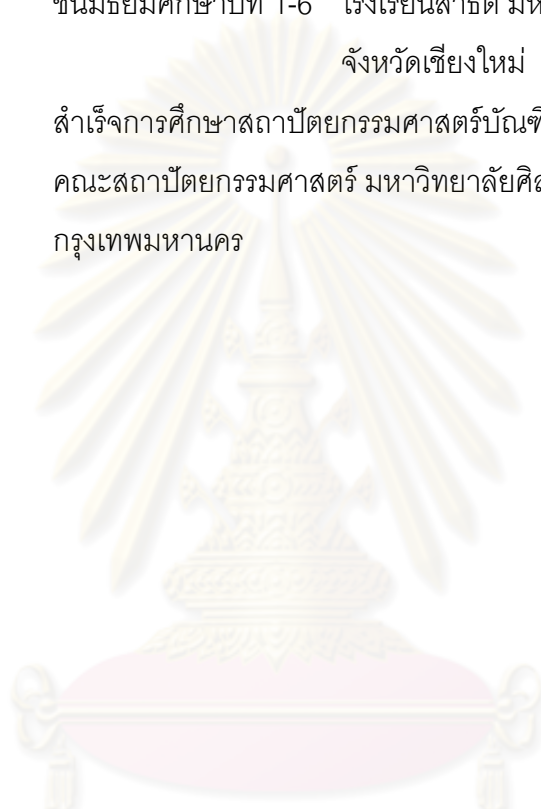 จังหวัดเชียงใหม่
สำเร็จการศึกษาสถาปัตยกรรมศาสตร์บัณฑิ
คณะสถาปัตยกรรมศาสตร์ มหาวิทยาลัยศิล
กรุงเทพมหานคร